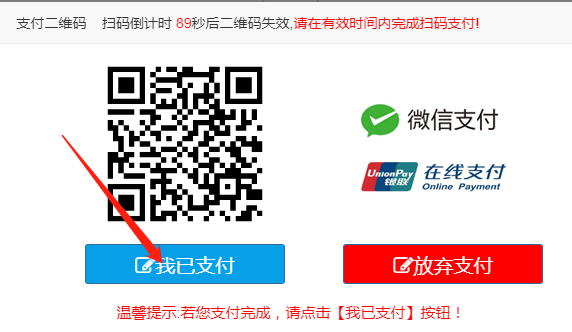 支付二维码 扫码倒计时 89秒后二维码失效,请在有效时间内完成扫码支付!
微信支付
UnionPay 银联 在线支付
Online Payment
我已支付 放弃支付
温馨提示:若您支付完成，请点击【我已支付】按钮！